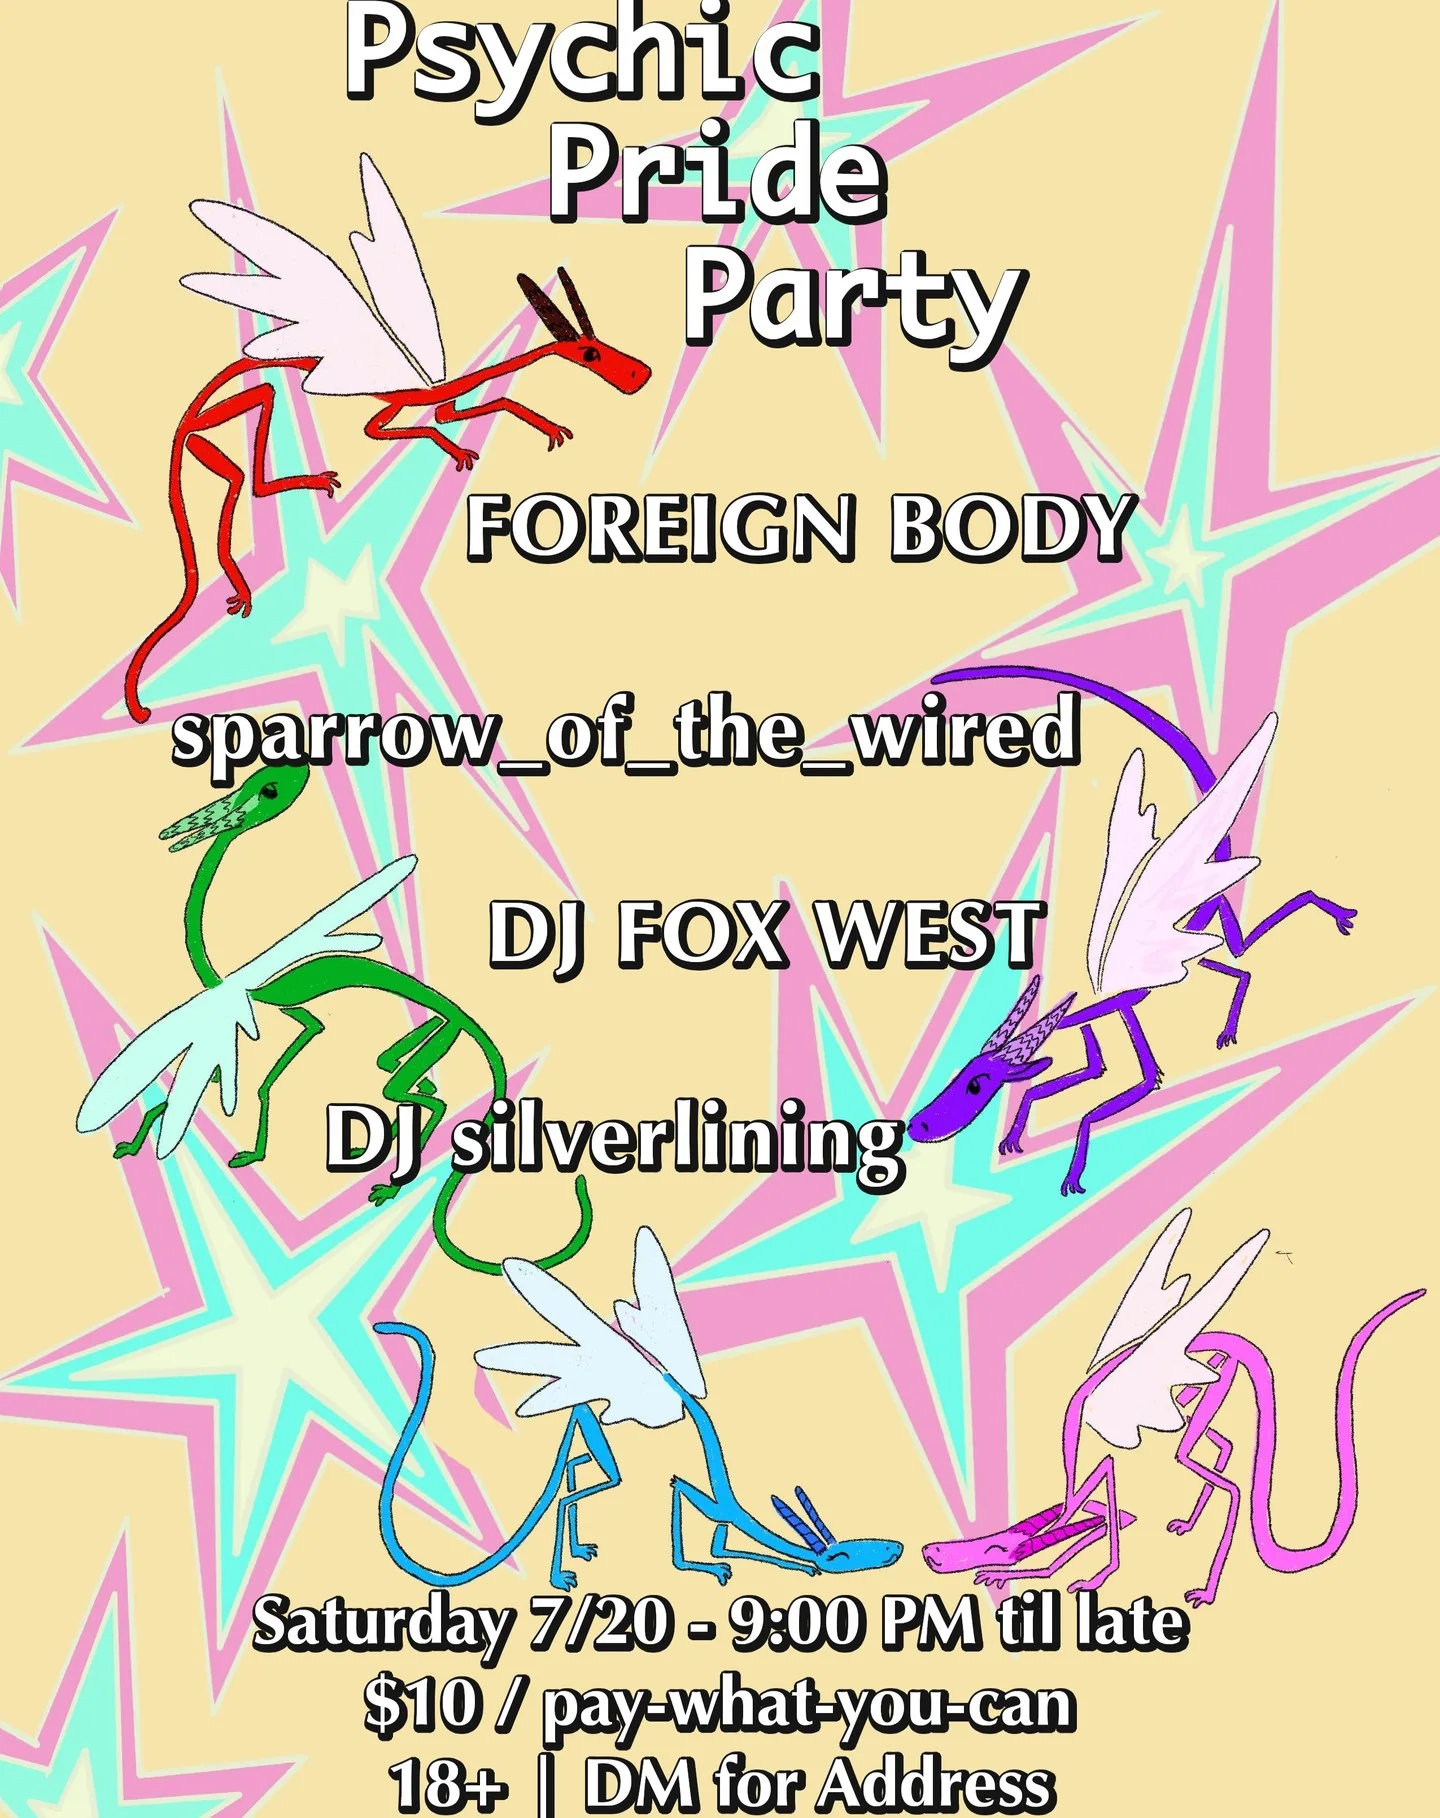 Psychic
Pride
Party
FOREIGN BODY
sparrow_of_the_wired
DJ FOX WEST
DJ silverlining
Saturday 7/20 - 9:00 PM til late
$10 / pay-what-you-can
18+ | DM for Address